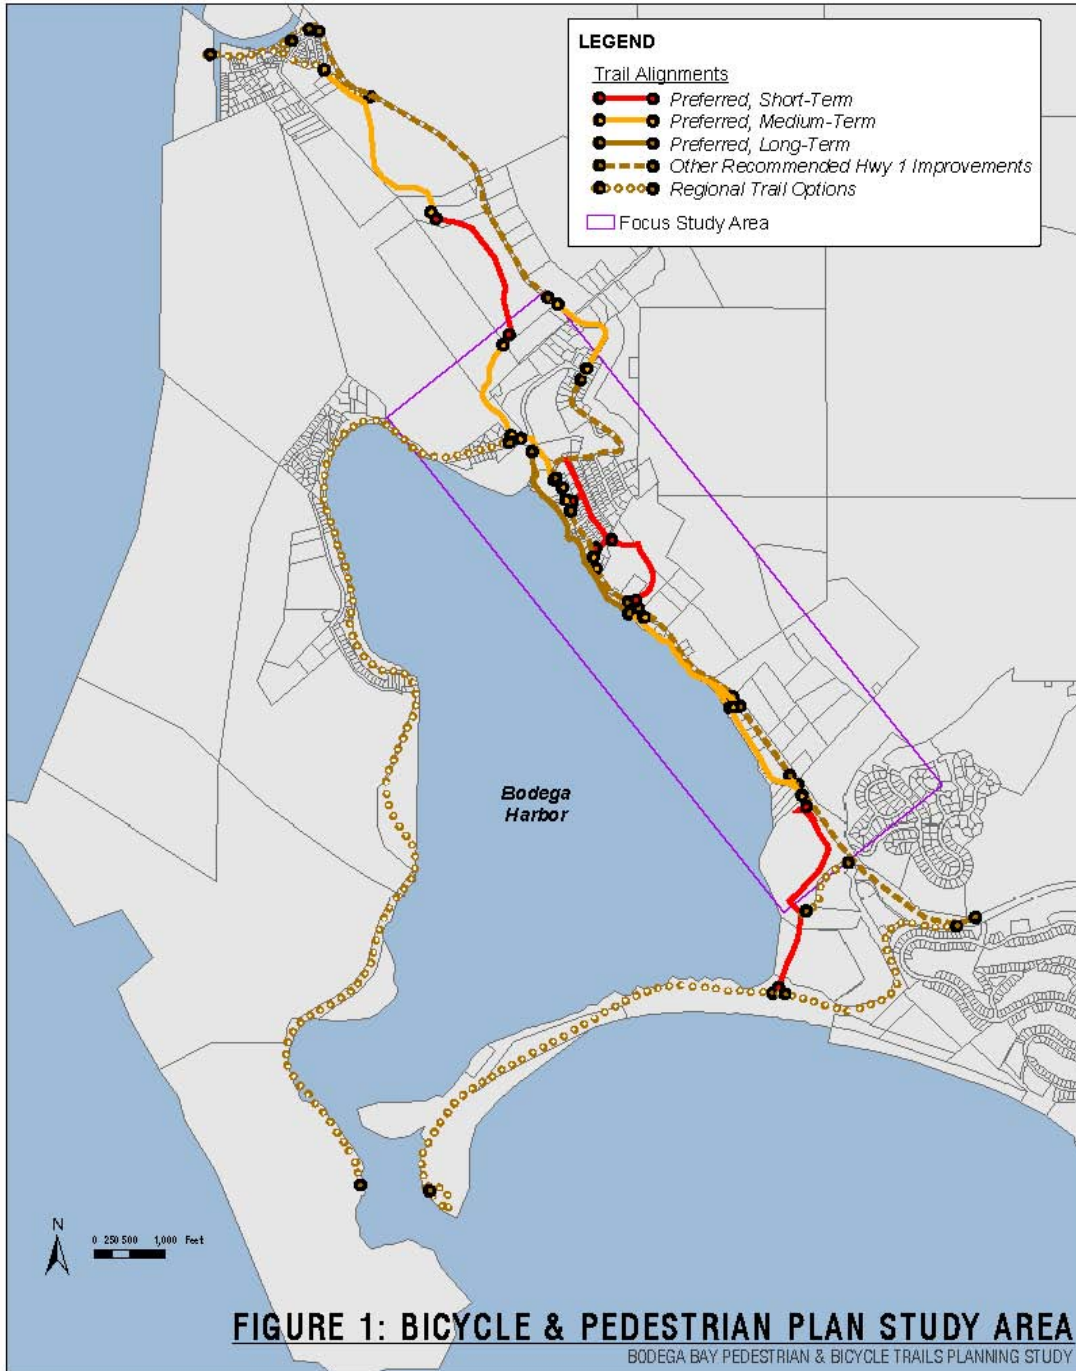 LEGEND
Trail Alignments
Preferred, Short-Term
Preferred, Medium-Term
Preferred, Long-Term
Other Recommended Hwy 1 Improvements
Regional Trail Options
Focus Study Area
Bodega
Harbor
N
0 250 500 1,000 Feet
FIGURE 1: BICYCLE & PEDESTRIAN PLAN STUDY AREA
BODEGA BAY PEDESTRIAN & BICYCLE TRAILS PLANNING STUDY